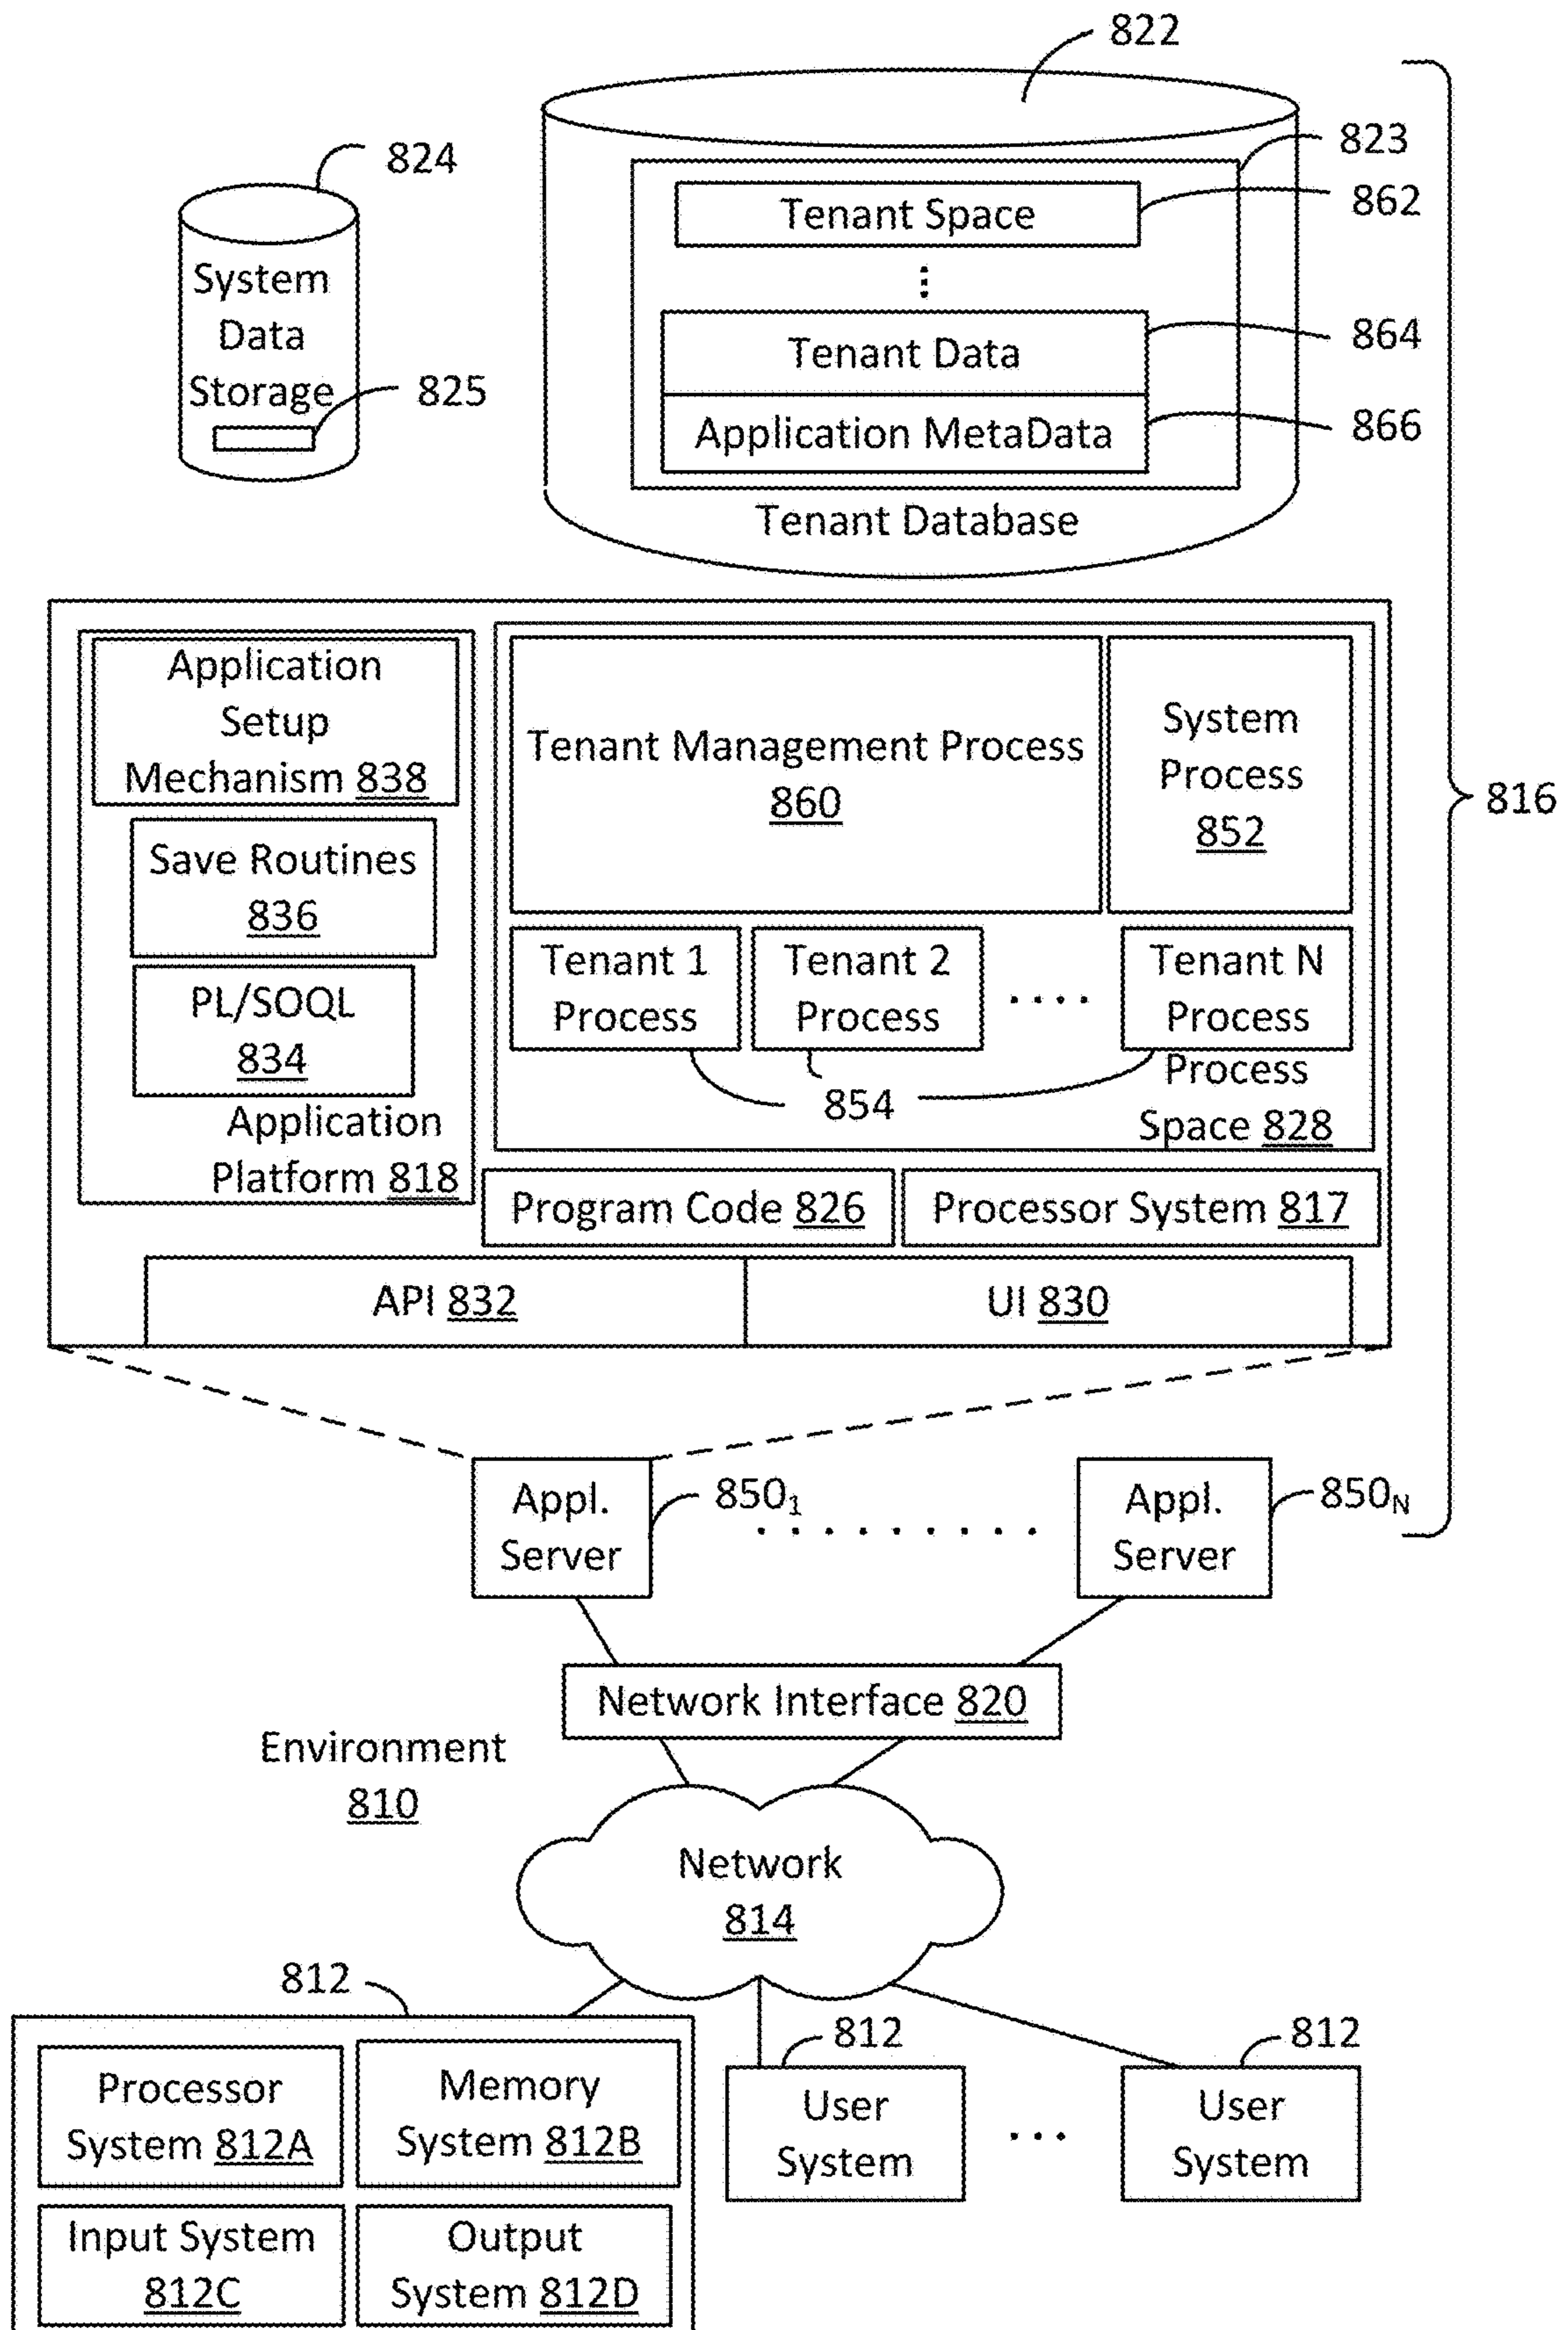 822
823
824
862
Tenant Space
System
Data
Storage
864
Tenant Data
825
866
Application MetaData
Tenant Database
Application
Setup
Mechanism 838
Tenant Management Process
860
System
Process
852
816
Save Routines
836
Tenant 1
Process
Tenant 2
Process
....
Tenant N
Process
PL/SOQL
834
854
Process
Space 828
Application
Platform 818
Program Code 826
Processor System 817
API 832
UI 830
Appl.
Server
850₁
Appl.
Server
850N
Network Interface 820
Environment
810
Network
814
812
812
812
Processor
System 812A
Memory
System 812B
User
System
...
User
System
Input System
812C
Output
System 812D